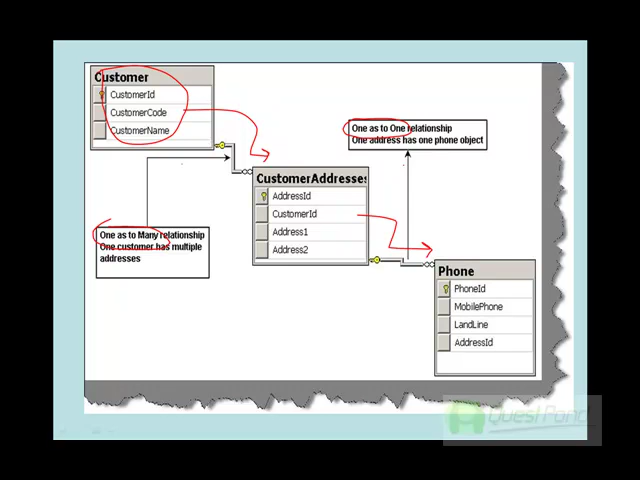 Customer
CustomerId
CustomerCode
CustomerName
One as to One relationship
One address has one phone object
CustomerAddresses
AddressId
CustomerId
Address1
Address2
One as to Many relationship
One customer has multiple
addresses
Phone
PhoneId
MobilePhone
LandLine
AddressId
QuestPond